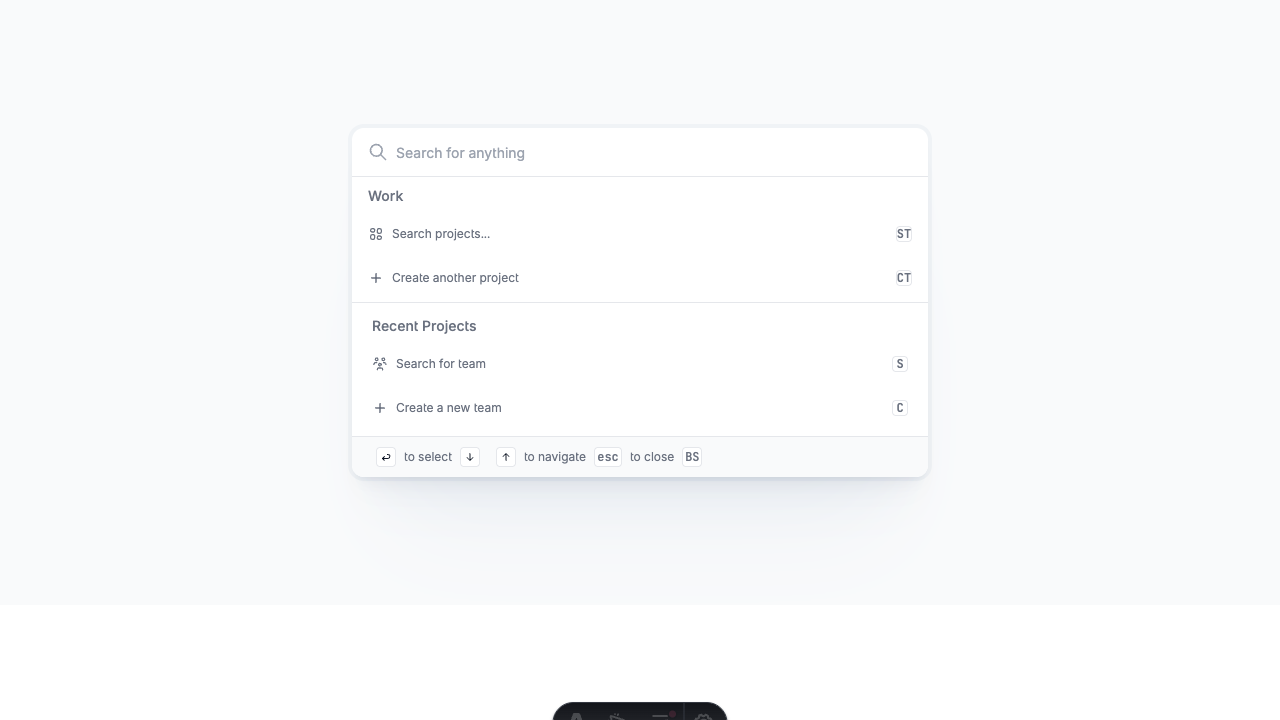 Search for anything
Work
Search projects... ST
Create another project CT
Recent Projects
Search for team S
Create a new team C
to select to navigate esc to close BS